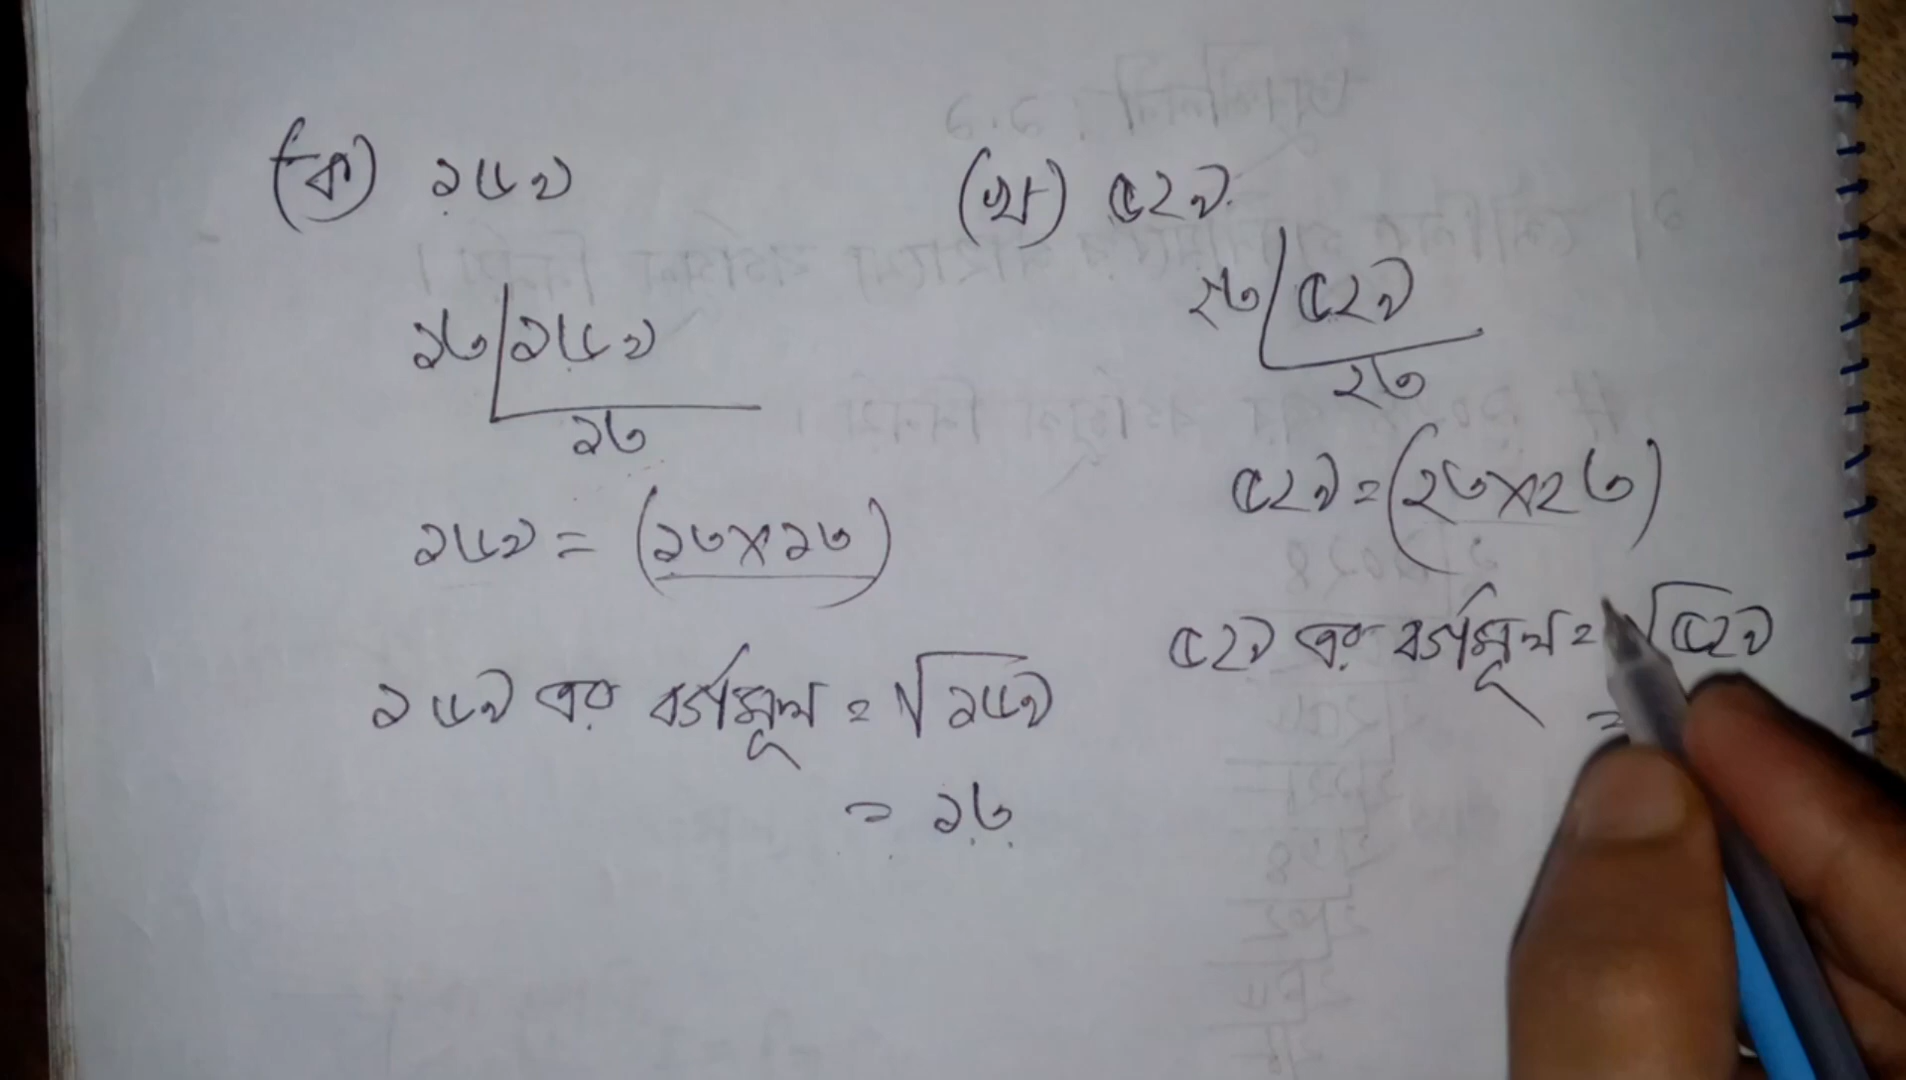 (ক) ১৬৯
১৩ ১৬৯
১৩
১৬৯ = (১৩×১৩)
১৬৯ এর বর্গমূল = √১৬৯
= ১৩
(খ) ৫২৯
২৩ ৫২৯
২৩
৫২৯ = (২৩×২৩)
৫২৯ এর বর্গমূল = √৫২৯
=